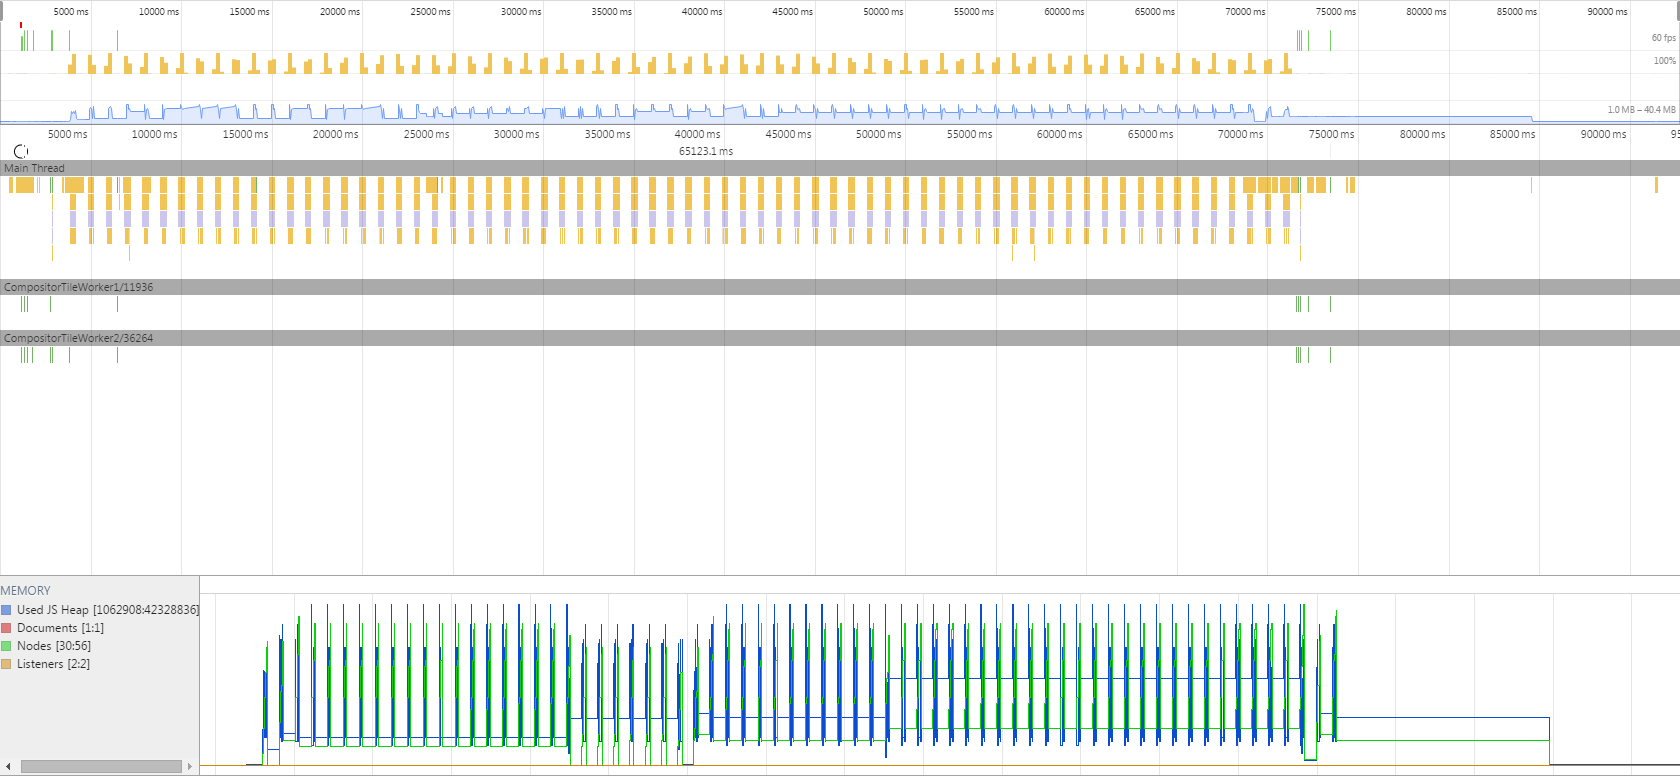 5000 ms 10000 ms 15000 ms 20000 ms 25000 ms 30000 ms 35000 ms 40000 ms 45000 ms 50000 ms 55000 ms 60000 ms 65000 ms 70000 ms 75000 ms 80000 ms 85000 ms 90000 ms
60 fps
100%
1.0 MB – 40.4 MB
5000 ms 10000 ms 15000 ms 20000 ms 25000 ms 30000 ms 35000 ms 40000 ms 45000 ms 50000 ms 55000 ms 60000 ms 65000 ms 70000 ms 75000 ms 80000 ms 85000 ms 90000 ms 95
65123.1 ms
Main Thread
CompositorTileWorker1/11936
CompositorTileWorker2/36264
MEMORY
Used JS Heap [1062908:42328836]
Documents [1:1]
Nodes [30:56]
Listeners [2:2]